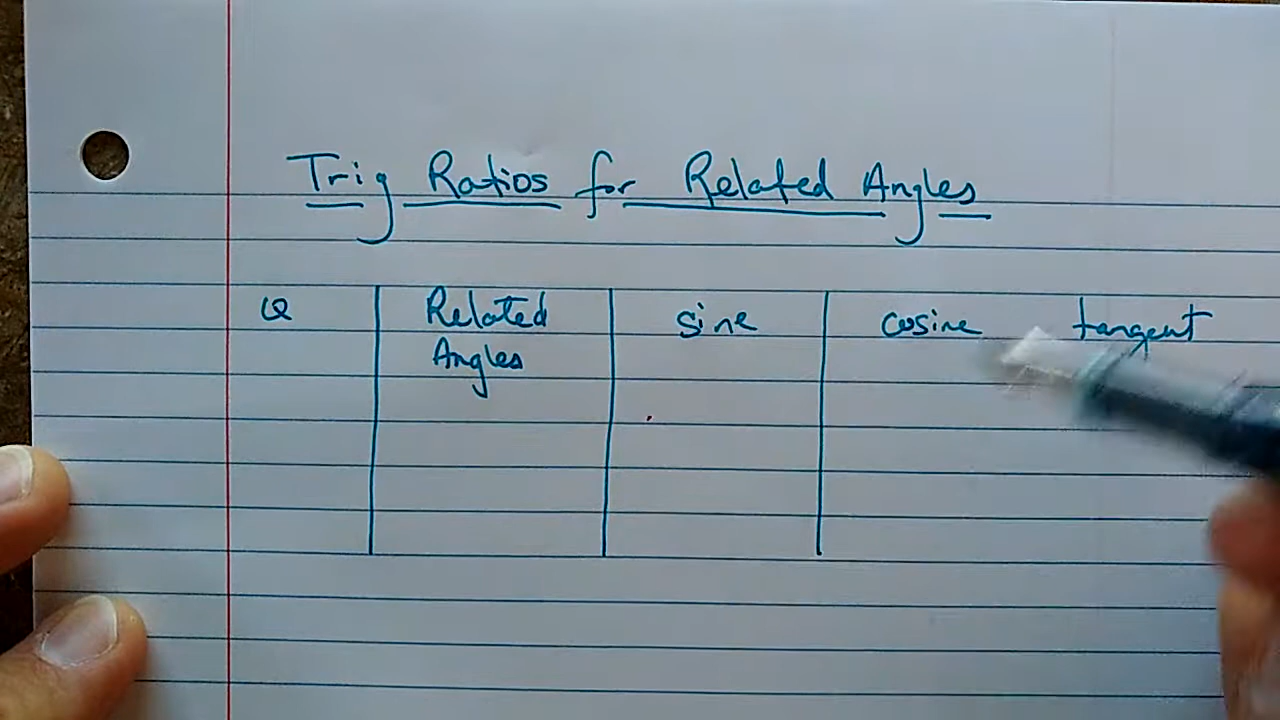 Trig Ratios for Related Angles
Q Related sine cosine tangent
Angles